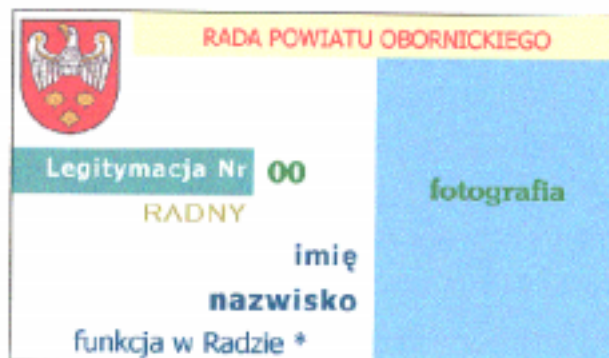 RADA POWIATU OBORNICKIEGO
Legitymacja Nr 00
fotografia
RADNY
imię
nazwisko
funkcja w Radzie *